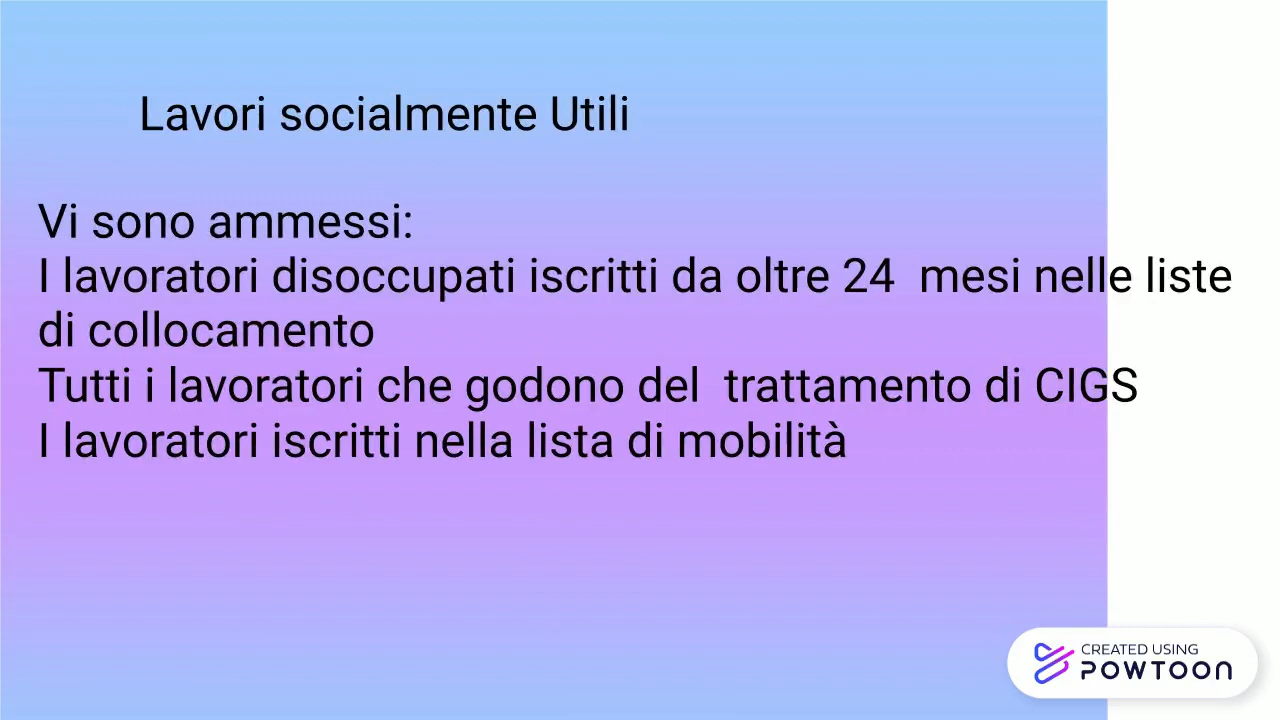 Lavori socialmente Utili
Vi sono ammessi:
I lavoratori disoccupati iscritti da oltre 24  mesi nelle liste
di collocamento
Tutti i lavoratori che godono del  trattamento di CIGS
I lavoratori iscritti nella lista di mobilità
CREATED USING
POWTOON